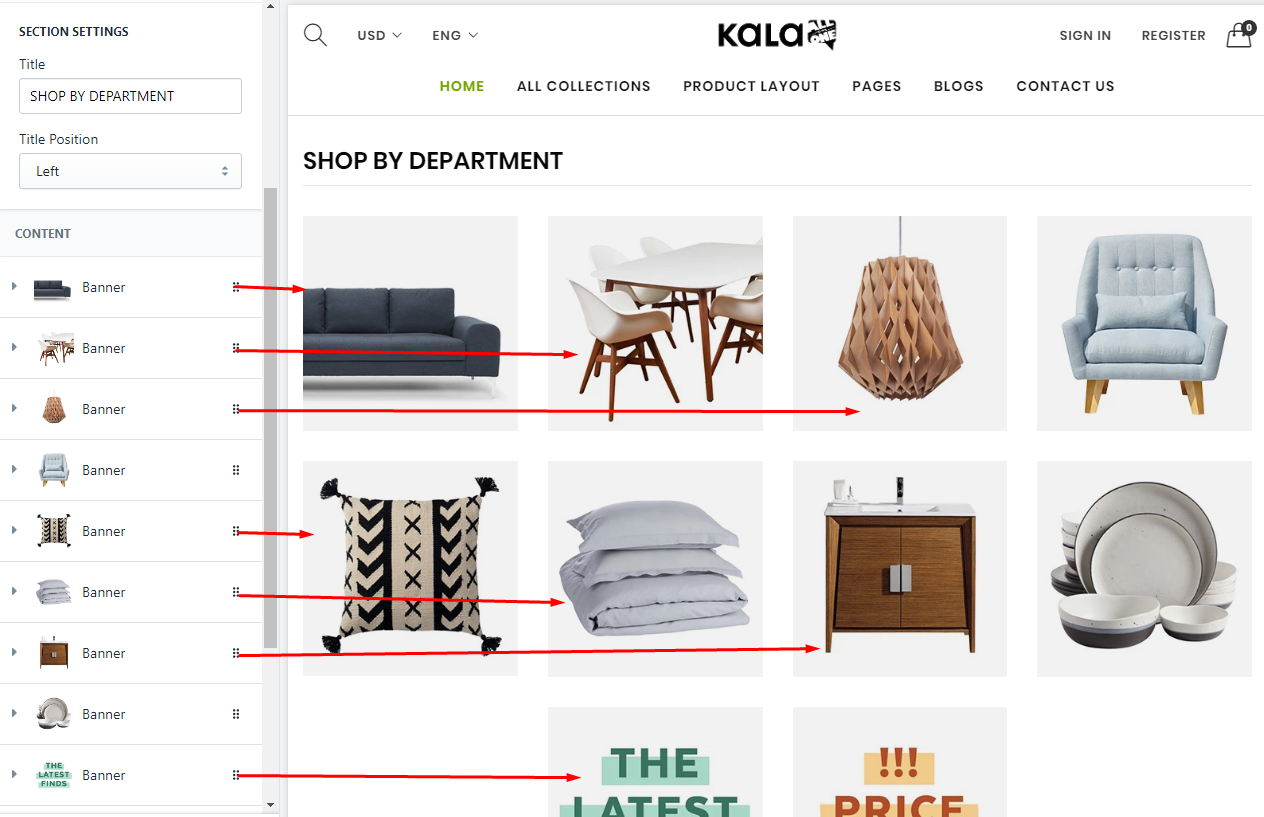 SECTION SETTINGS
Title
SHOP BY DEPARTMENT
Title Position
Left
CONTENT
Banner
Banner
Banner
Banner
Banner
Banner
Banner
Banner
THE
LATEST
FINDS
Banner
USD
ENG
KALA
ONE
SIGN IN
REGISTER
0
HOME
ALL COLLECTIONS
PRODUCT LAYOUT
PAGES
BLOGS
CONTACT US
SHOP BY DEPARTMENT
THE
LATEST
!!!
PRICE